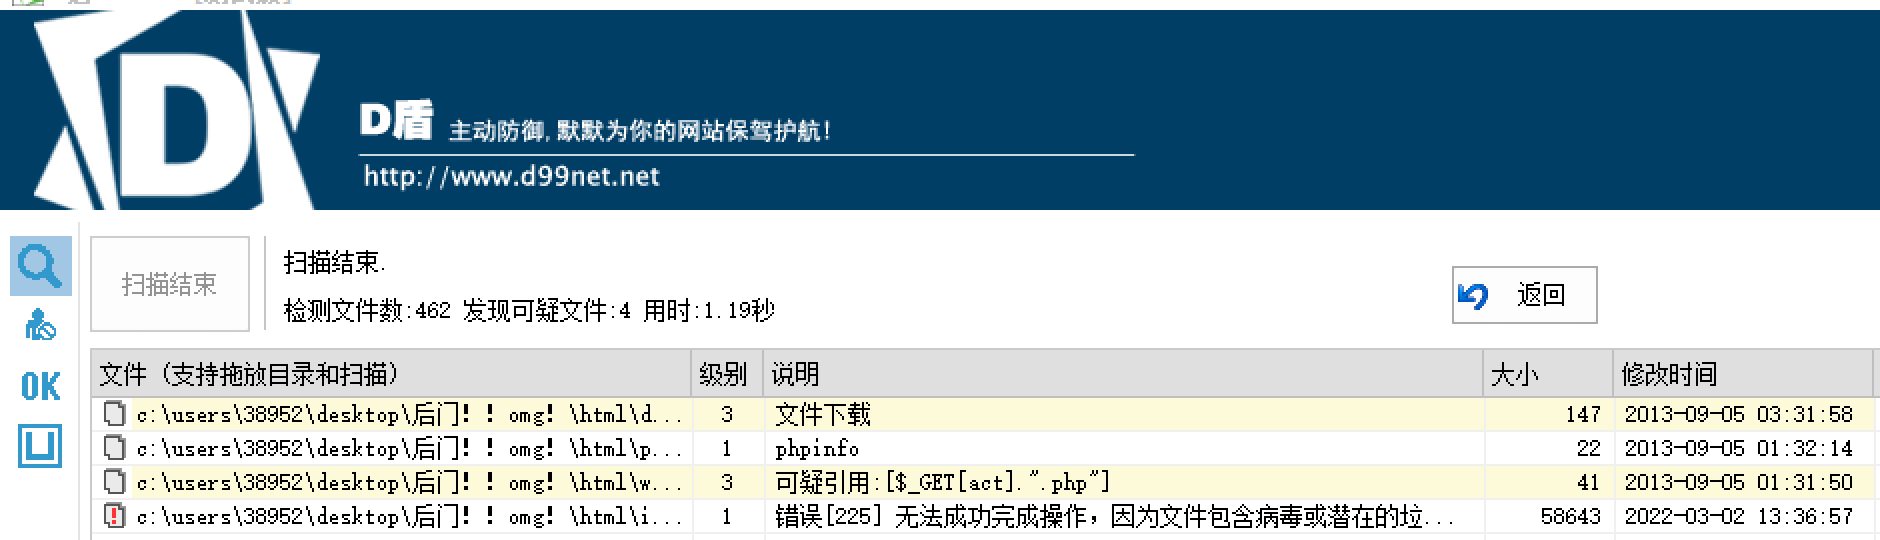 D
D盾 主动防御,默默为你的网站保驾护航!
http://www.d99net.net
扫描结束
扫描结束.
检测文件数:462 发现可疑文件:4 用时:1.19秒
返回
OK
文件 (支持拖放目录和扫描) 级别 说明 大小 修改时间
c:\users\38952\desktop\后门!! omg! \html\d... 3 文件下载 147 2013-09-05 03:31:58
c:\users\38952\desktop\后门!! omg! \html\p... 1 phpinfo 22 2013-09-05 01:32:14
c:\users\38952\desktop\后门!! omg! \html\w... 3 可疑引用:[$_GET[act].".php"] 41 2013-09-05 01:31:50
c:\users\38952\desktop\后门!! omg! \html\i... 1 错误[225] 无法成功完成操作，因为文件包含病毒或潜在的垃... 58643 2022-03-02 13:36:57